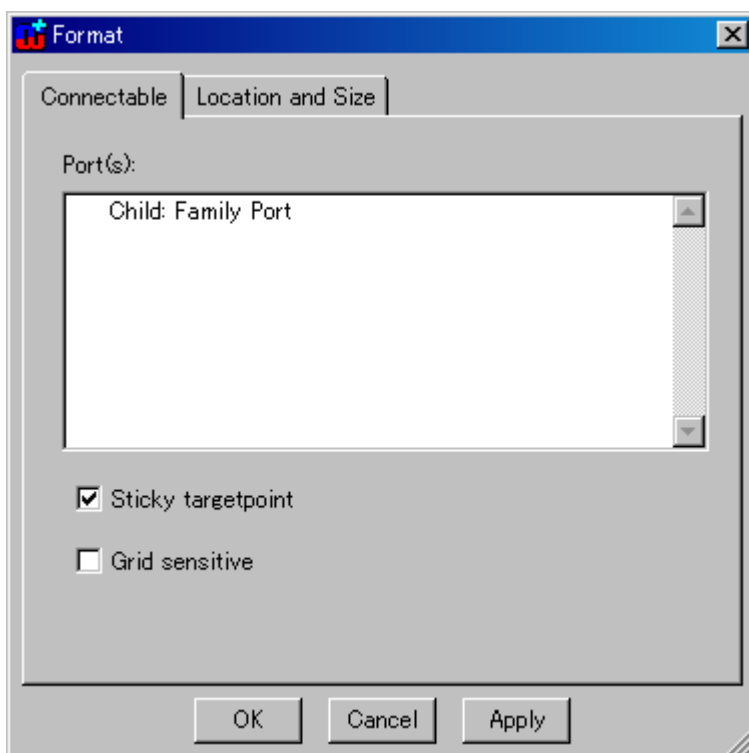 Format
Connectable
Location and Size
Port(s):
Child: Family Port
Sticky targetpoint
Grid sensitive
OK
Cancel
Apply